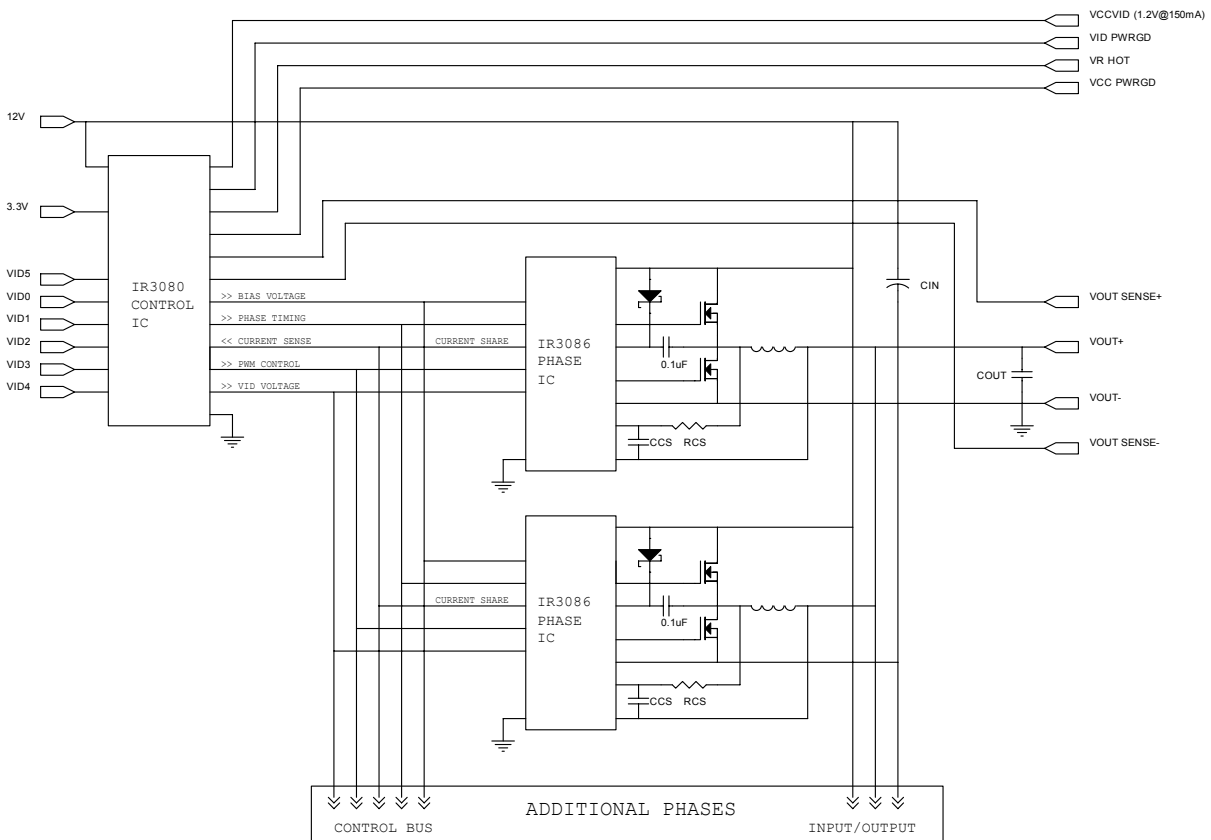 VCCVID (1.2V@150mA)
VID PWRGD
VR HOT
VCC PWRGD
12V
3.3V
VID5
VID0
VID1
VID2
VID3
VID4
IR3080
CONTROL
IC
>> BIAS VOLTAGE
>> PHASE TIMING
<< CURRENT SENSE
>> PWM CONTROL
>> VID VOLTAGE
CURRENT SHARE
IR3086
PHASE
IC
0.1uF
CCS
RCS
CIN
COUT
VOUT SENSE+
VOUT+
VOUT-
VOUT SENSE-
CURRENT SHARE
IR3086
PHASE
IC
0.1uF
CCS
RCS
ADDITIONAL PHASES
CONTROL BUS
INPUT/OUTPUT